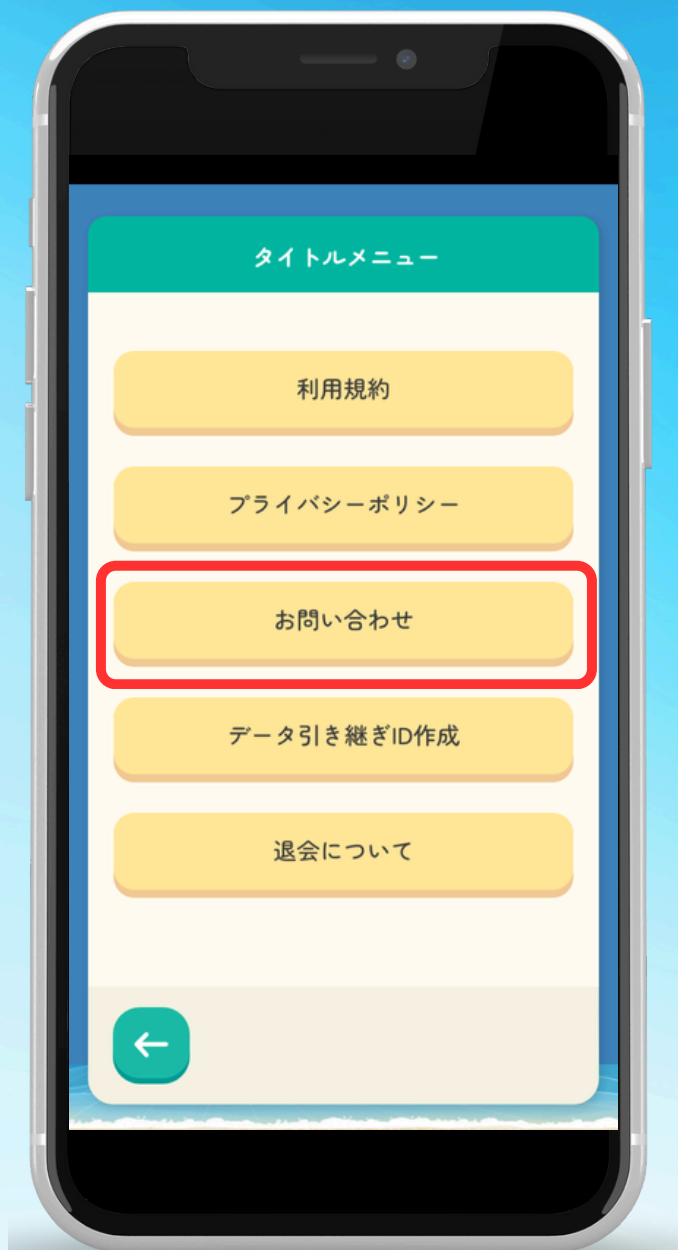 タイトルメニュー
利用規約
プライバシーポリシー
お問い合わせ
データ引き継ぎID作成
退会について